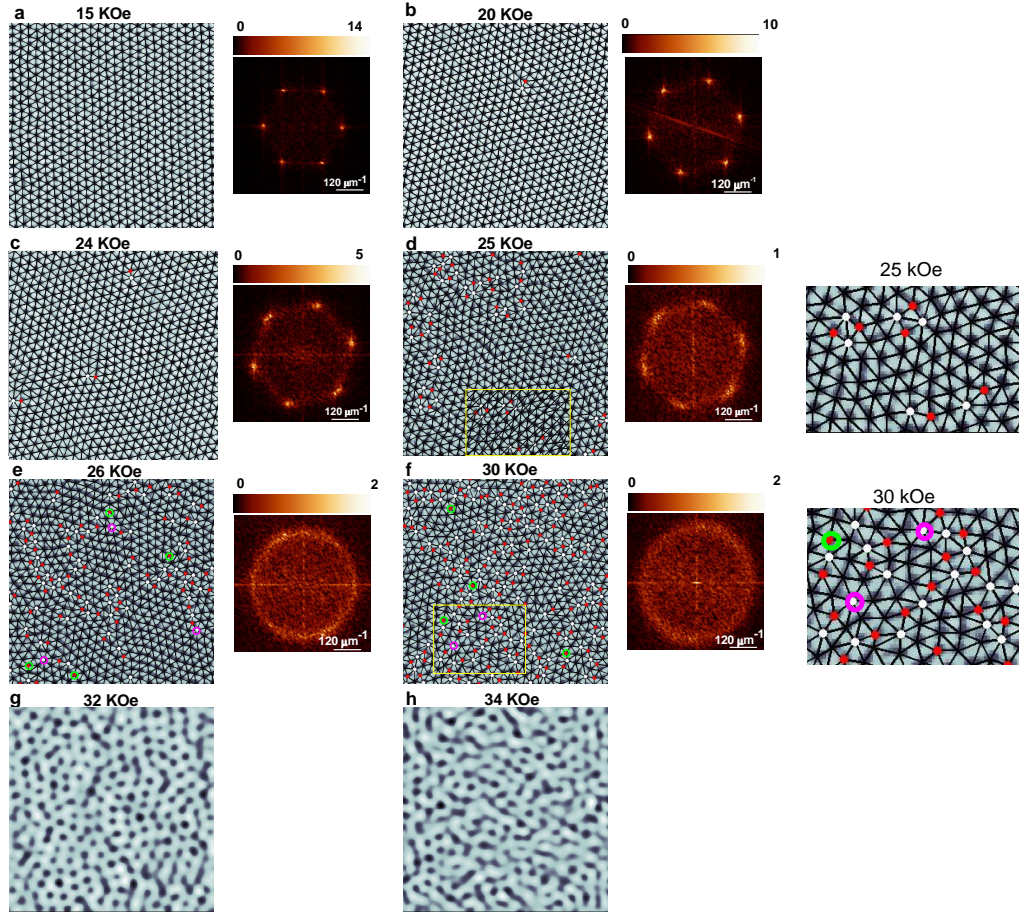 a
15 KOe
0 14
120 µm-1
b
20 KOe
0 10
120 µm-1
c
24 KOe
0 5
120 µm-1
d
25 KOe
0 1
120 µm-1
25 kOe
e
26 KOe
0 2
120 µm-1
f
30 KOe
0 2
120 µm-1
30 kOe
g
32 KOe
h
34 KOe